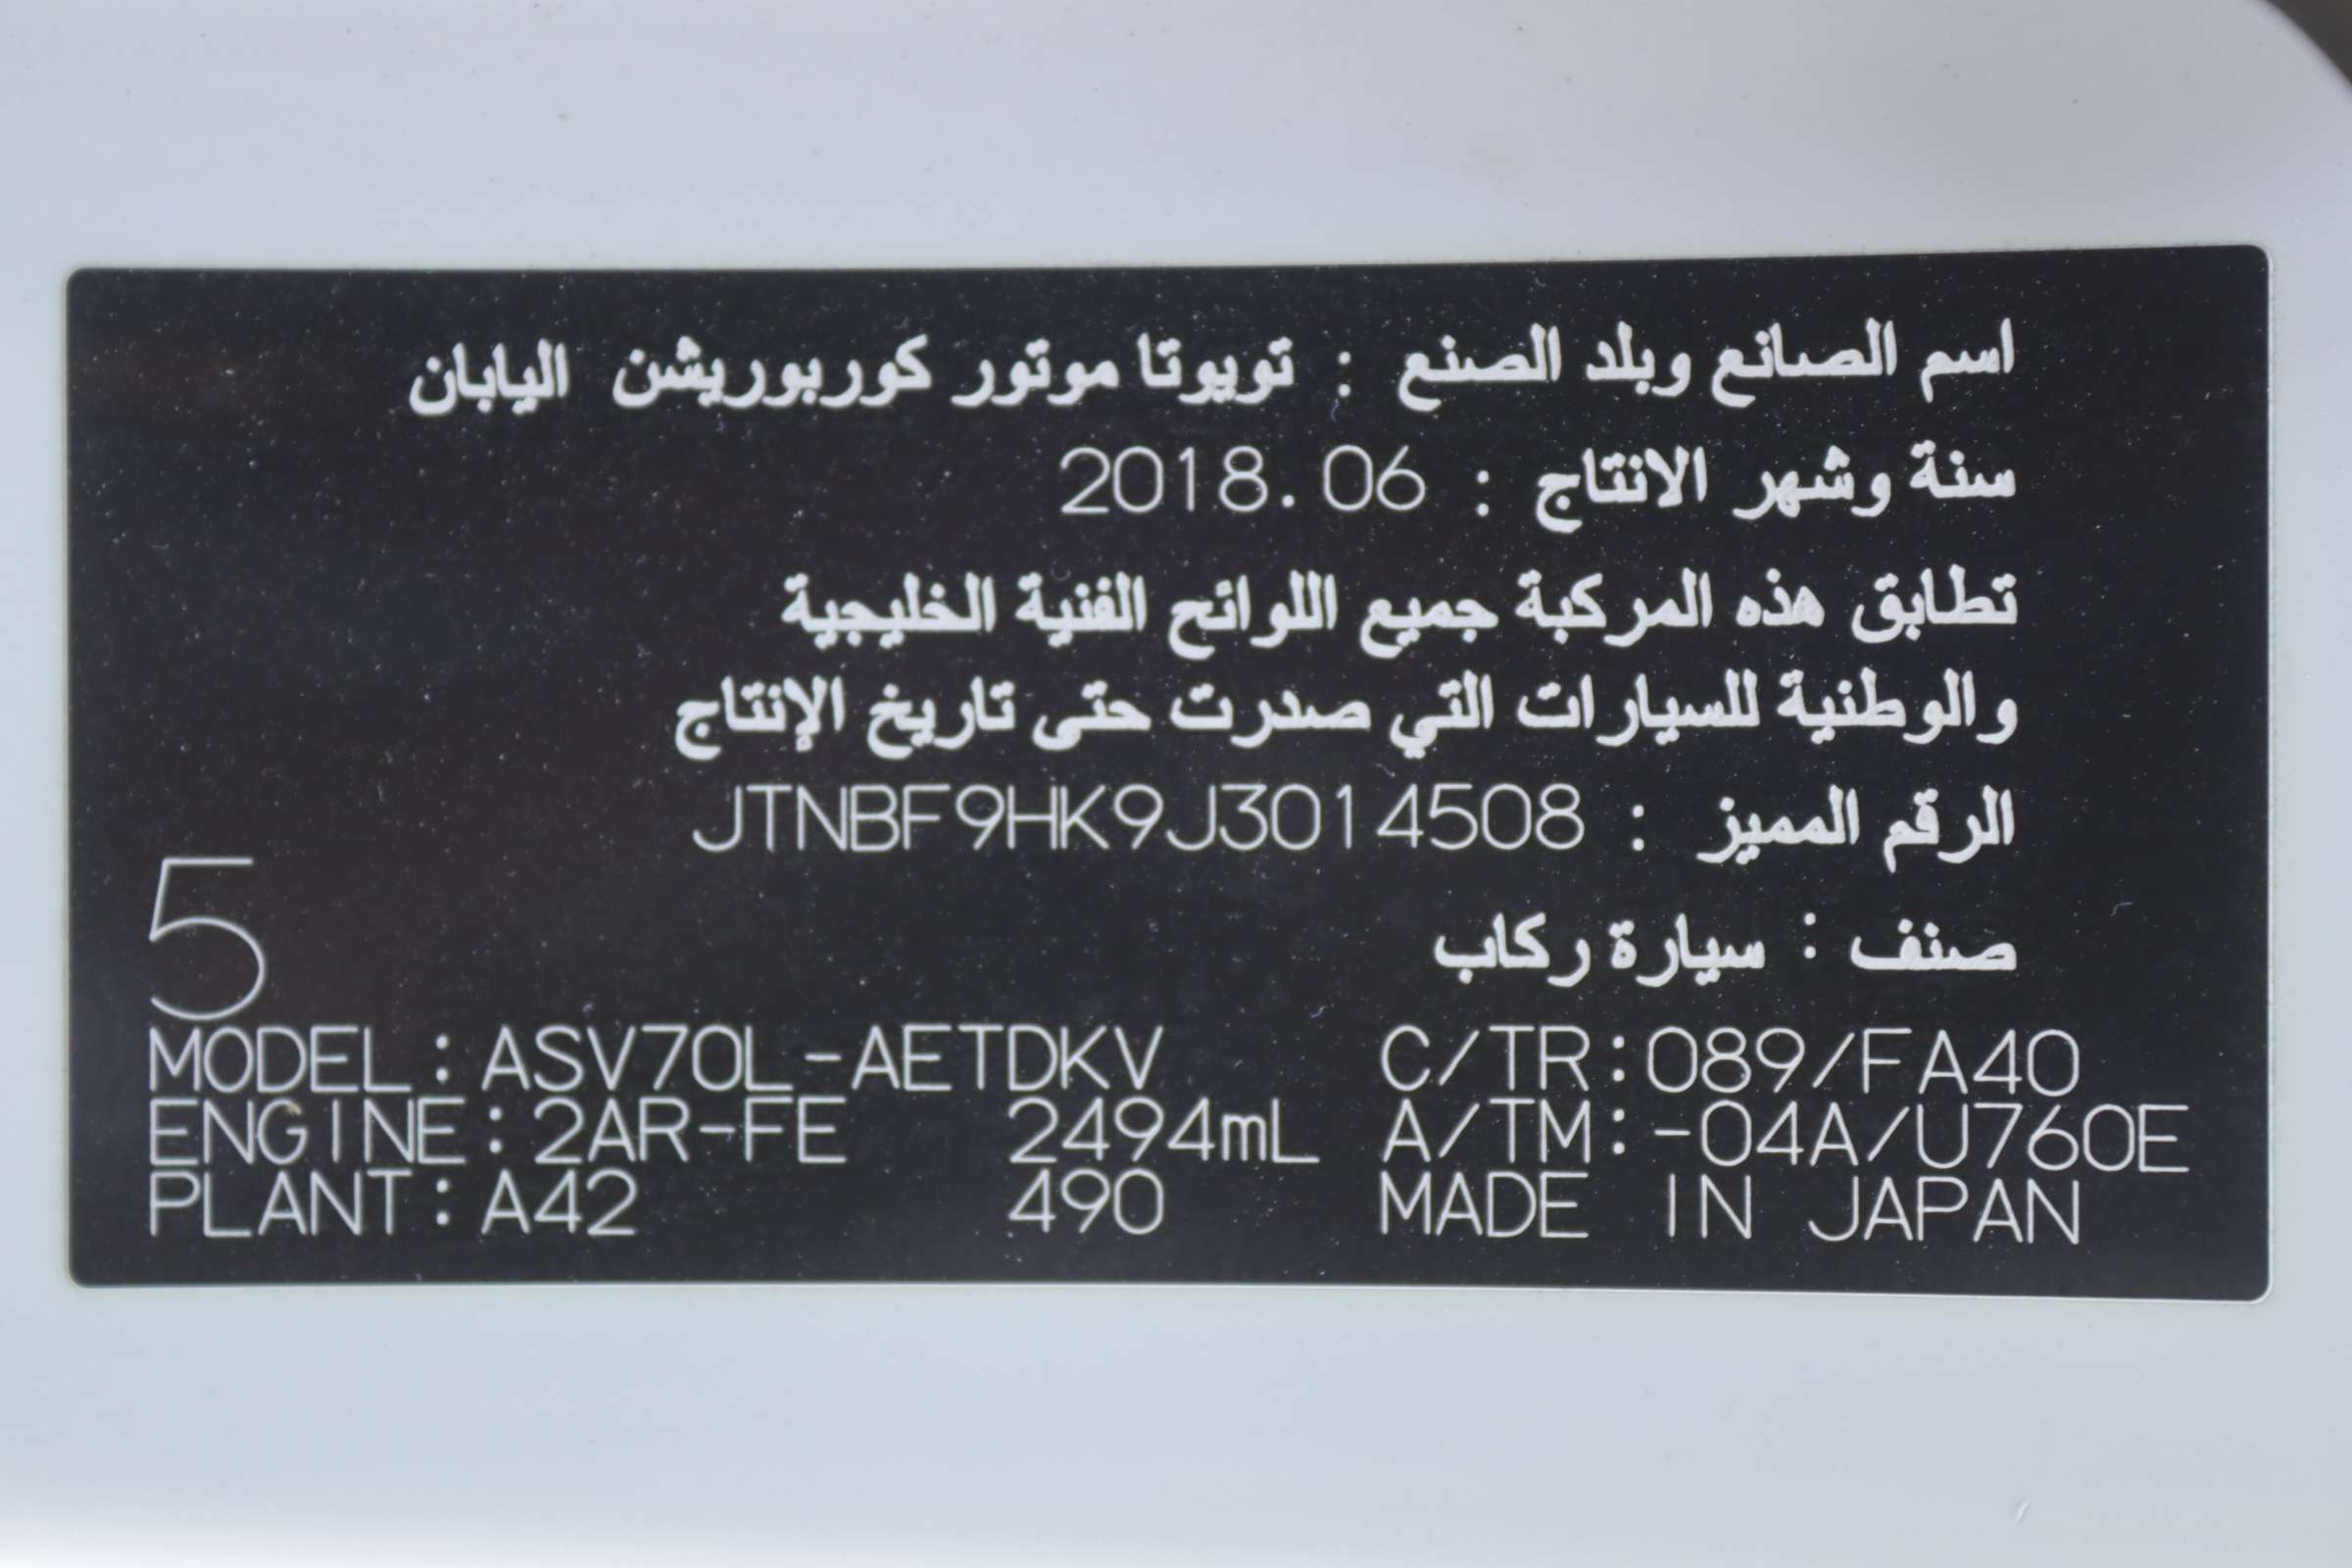 اسم الصانع وبلد الصنع : تويوتا موتور كوربوريشن اليابان
سنة وشهر الانتاج : 2018.06
تطابق هذه المركبة جميع اللوائح الفنية الخليجية
والوطنية للسيارات التي صدرت حتى تاريخ الإنتاج
الرقم المميز : JTNBF9HK9J3014508
صنف : سيارة ركاب
5
MODEL: ASV70L-AETDKV C/TR:089/FA40
ENGINE: 2AR-FE 2494mL A/TM:-04A/U760E
PLANT: A42 490 MADE IN JAPAN